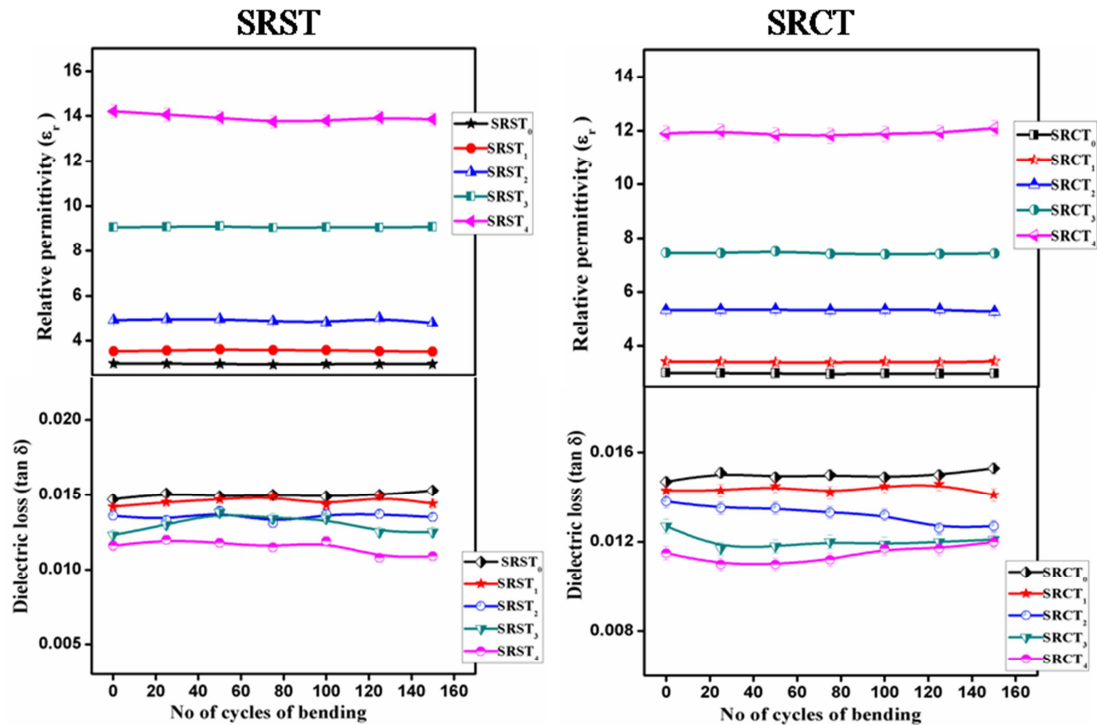 SRST
SRCT
Relative permittivity (εr )
16
14
12
10
8
6
4
SRST0
SRST1
SRST2
SRST3
SRST4
Relative permittivity (εr )
14
12
10
8
6
4
SRCT0
SRCT1
SRCT2
SRCT3
SRCT4
Dielectric loss (tan δ)
0.020
0.015
0.010
0.005
SRST0
SRST1
SRST2
SRST3
SRST4
0 20 40 60 80 100 120 140 160
No of cycles of bending
Dielectric loss (tan δ)
0.016
0.012
0.008
SRCT0
SRCT1
SRCT2
SRCT3
SRCT4
0 20 40 60 80 100 120 140 160
No of cycles of bending